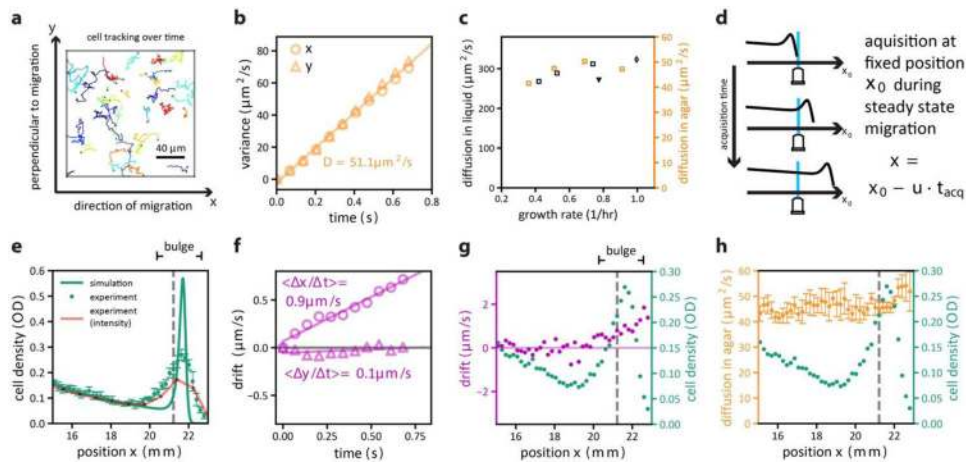 a
y
perpendicular to migration
cell tracking over time
40 μm
x
direction of migration
b
variance (μm²/s)
80
60
40
20
0
x
y
D = 51.1μm²/s
0.0 0.2 0.4 0.6 0.8
time (s)
c
diffusion in liquid (μm²/s)
300
200
100
0
60
50
40
30
20
10
0
diffusion in agar (μm²/s)
0.2 0.4 0.6 0.8 1.0
growth rate (1/hr)
d
acquisition time
x₀
x₀
x₀
aquisition at
fixed position
x₀ during
steady state
migration
x =
x₀ − u · tacq
e
bulge
cell density (OD)
0.6
0.5
0.4
0.3
0.2
0.1
0.0
simulation
experiment
experiment
(intensity)
16 18 20 22
position x (mm)
f
drift (μm/s)
0.5
0.0
−0.5
<Δx/Δt>=
0.9μm/s
<Δy/Δt>= 0.1μm/s
0.00 0.25 0.50 0.75
time (s)
g
bulge
drift (μm/s)
2
0
−2
0.30
0.25
0.20
0.15
0.10
0.05
0.00
cell density (OD)
16 18 20 22
position x (mm)
h
diffusion in agar (μm²/s)
60
50
40
30
20
10
0
0.30
0.25
0.20
0.15
0.10
0.05
0.00
cell density (OD)
16 18 20 22
position x (mm)